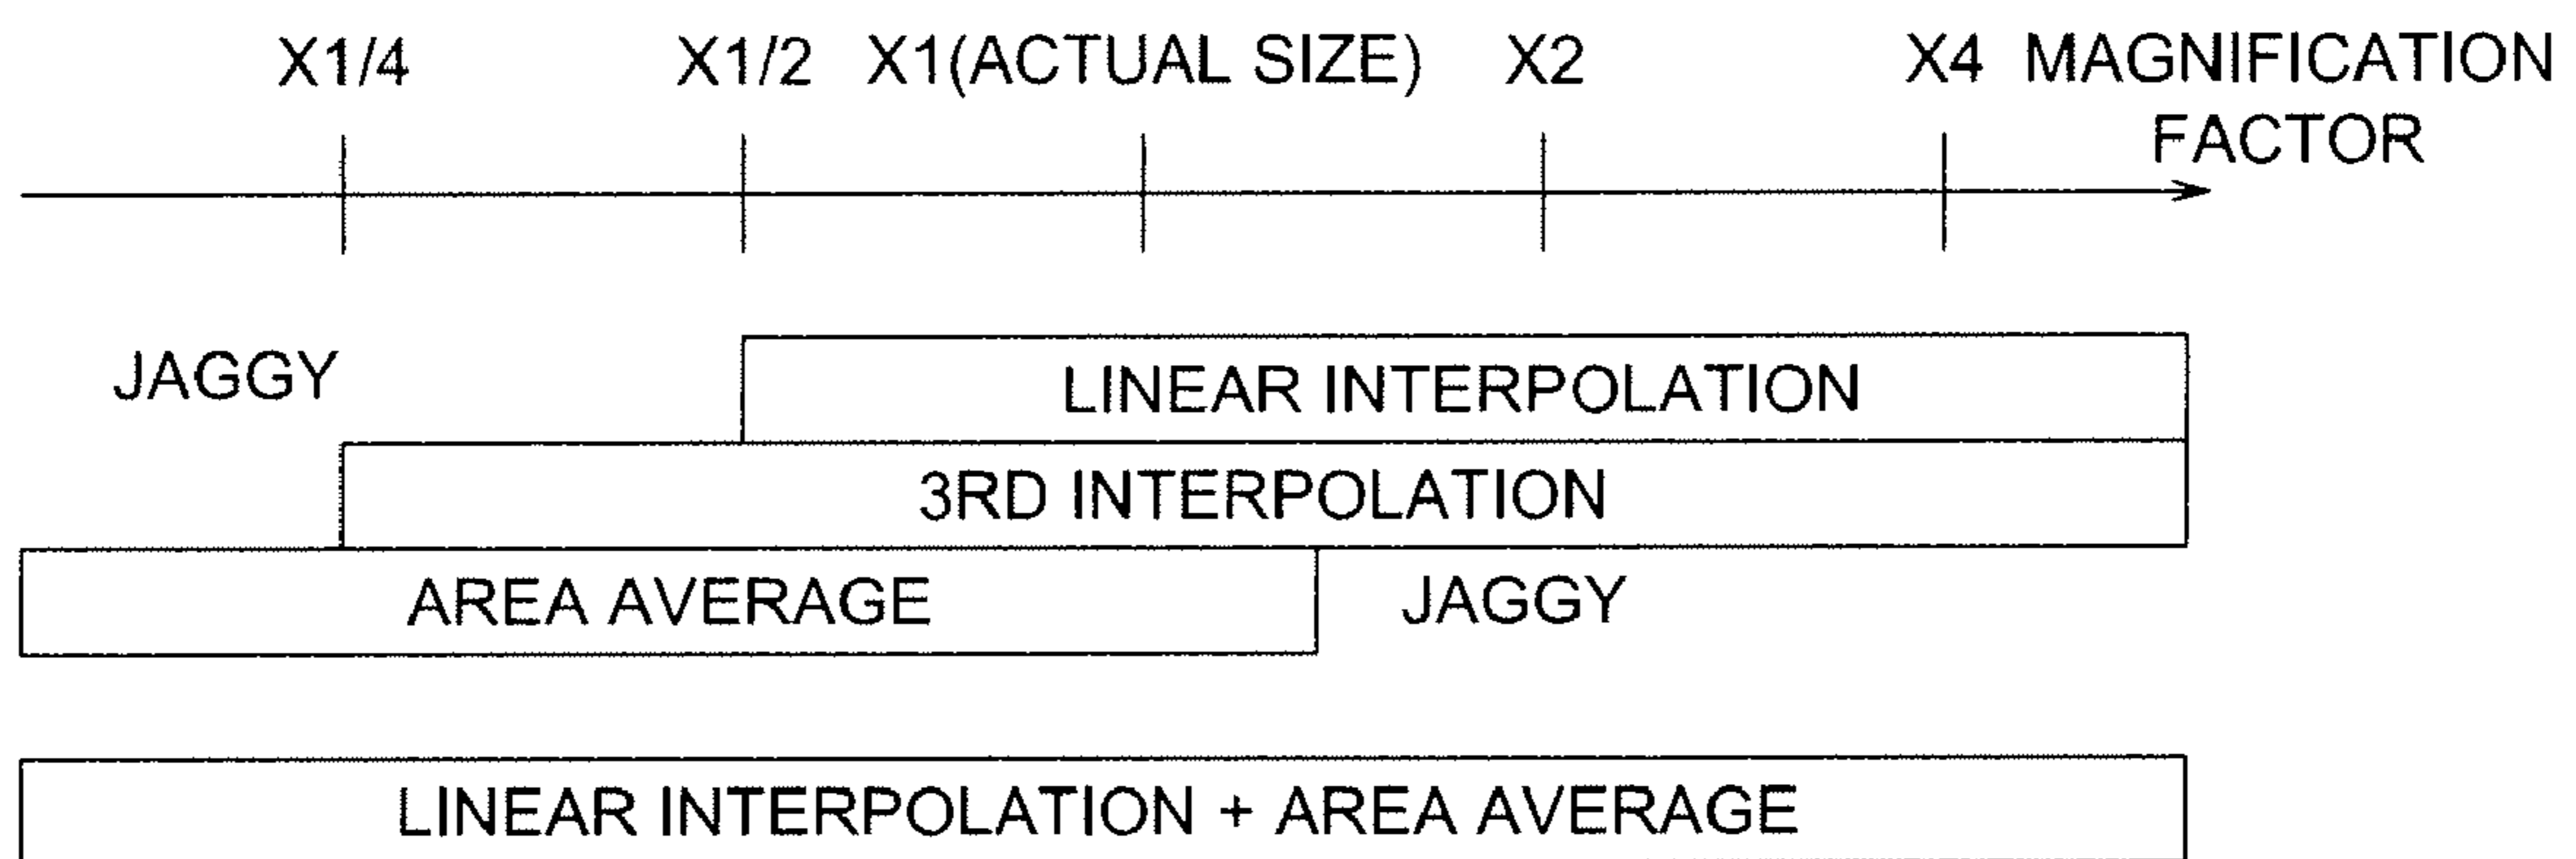 X1/4 X1/2 X1(ACTUAL SIZE) X2 X4 MAGNIFICATION
FACTOR
JAGGY
LINEAR INTERPOLATION
3RD INTERPOLATION
AREA AVERAGE
JAGGY
LINEAR INTERPOLATION + AREA AVERAGE